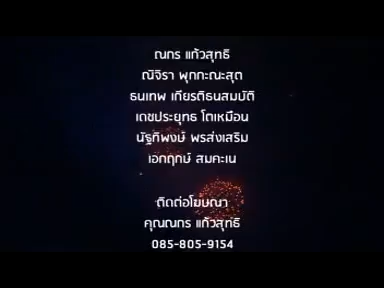 ณกร แก้วสุทธิ
ณิจิรา พุกกะณะสุต
ธนเทพ เกียรติธนสมบัติ
เดชประยุทธ โตเหมือน
นัฐทิพงษ์ พรส่งเสริม
เอกฤกษ์ สมคะเน
ติดต่อโฆษณา
คุณณกร แก้วสุทธิ
085-805-9154